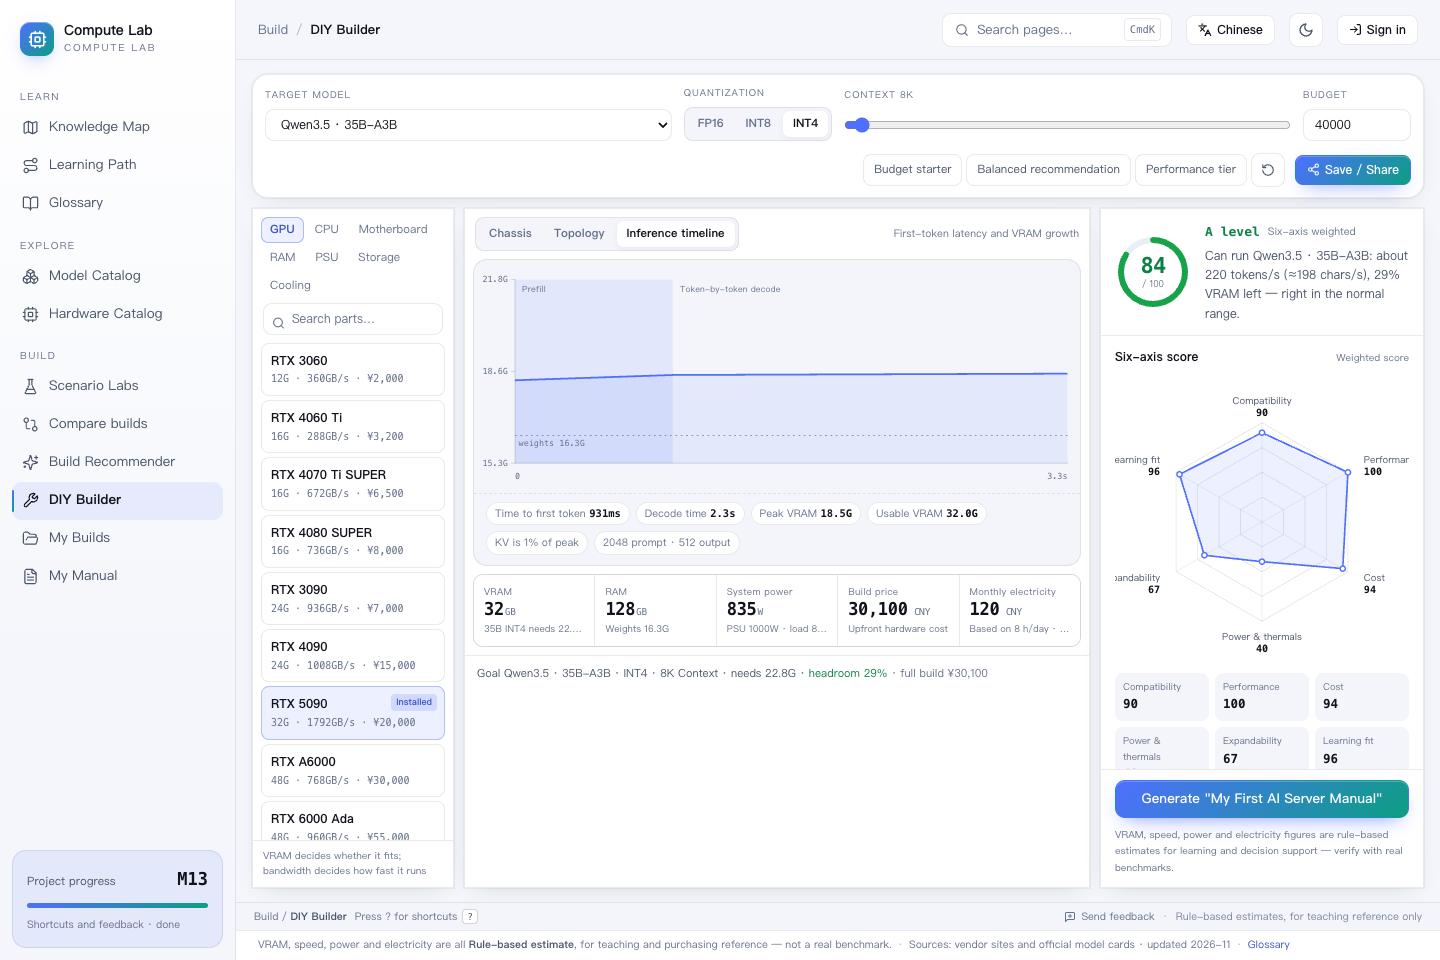 Compute Lab
COMPUTE LAB
LEARN
Knowledge Map
Learning Path
Glossary
EXPLORE
Model Catalog
Hardware Catalog
BUILD
Scenario Labs
Compare builds
Build Recommender
DIY Builder
My Builds
My Manual
Project progress M13
Shortcuts and feedback · done
Build / DIY Builder
Search pages... CmdK
Chinese
Sign in
TARGET MODEL
Qwen3.5 · 35B-A3B
QUANTIZATION
FP16 INT8 INT4
CONTEXT 8K
BUDGET
40000
Budget starter
Balanced recommendation
Performance tier
Save / Share
GPU CPU Motherboard
RAM PSU Storage
Cooling
Search parts...
RTX 3060
12G · 360GB/s · ¥2,000
RTX 4060 Ti
16G · 288GB/s · ¥3,200
RTX 4070 Ti SUPER
16G · 672GB/s · ¥6,500
RTX 4080 SUPER
16G · 736GB/s · ¥8,000
RTX 3090
24G · 936GB/s · ¥7,000
RTX 4090
24G · 1008GB/s · ¥15,000
RTX 5090 Installed
32G · 1792GB/s · ¥20,000
RTX A6000
48G · 768GB/s · ¥30,000
RTX 6000 Ada
48G · 960GB/s · ¥55,000
VRAM decides whether it fits;
bandwidth decides how fast it runs
Chassis Topology Inference timeline
First-token latency and VRAM growth
21.8G
Prefill
Token-by-token decode
18.6G
weights 16.3G
15.3G
0
3.3s
Time to first token 931ms
Decode time 2.3s
Peak VRAM 18.5G
Usable VRAM 32.0G
KV is 1% of peak
2048 prompt · 512 output
VRAM
32GB
35B INT4 needs 22....
RAM
128GB
Weights 16.3G
System power
835W
PSU 1000W · load 8...
Build price
30,100 CNY
Upfront hardware cost
Monthly electricity
120 CNY
Based on 8 h/day · ...
Goal Qwen3.5 · 35B-A3B · INT4 · 8K Context · needs 22.8G · headroom 29% · full build ¥30,100
84
/ 100
A level Six-axis weighted
Can run Qwen3.5 · 35B-A3B: about
220 tokens/s (≈198 chars/s), 29%
VRAM left — right in the normal
range.
Six-axis score
Weighted score
Compatibility
90
earning fit
96
Performar
100
andability
67
Cost
94
Power & thermals
40
Compatibility
90
Performance
100
Cost
94
Power &
thermals
Expandability
67
Learning fit
96
Generate "My First AI Server Manual"
VRAM, speed, power and electricity figures are rule-based
estimates for learning and decision support — verify with real
benchmarks.
Build / DIY Builder Press ? for shortcuts ?
Send feedback · Rule-based estimates, for teaching reference only
VRAM, speed, power and electricity are all Rule-based estimate, for teaching and purchasing reference — not a real benchmark. · Sources: vendor sites and official model cards · updated 2026-11 · Glossary